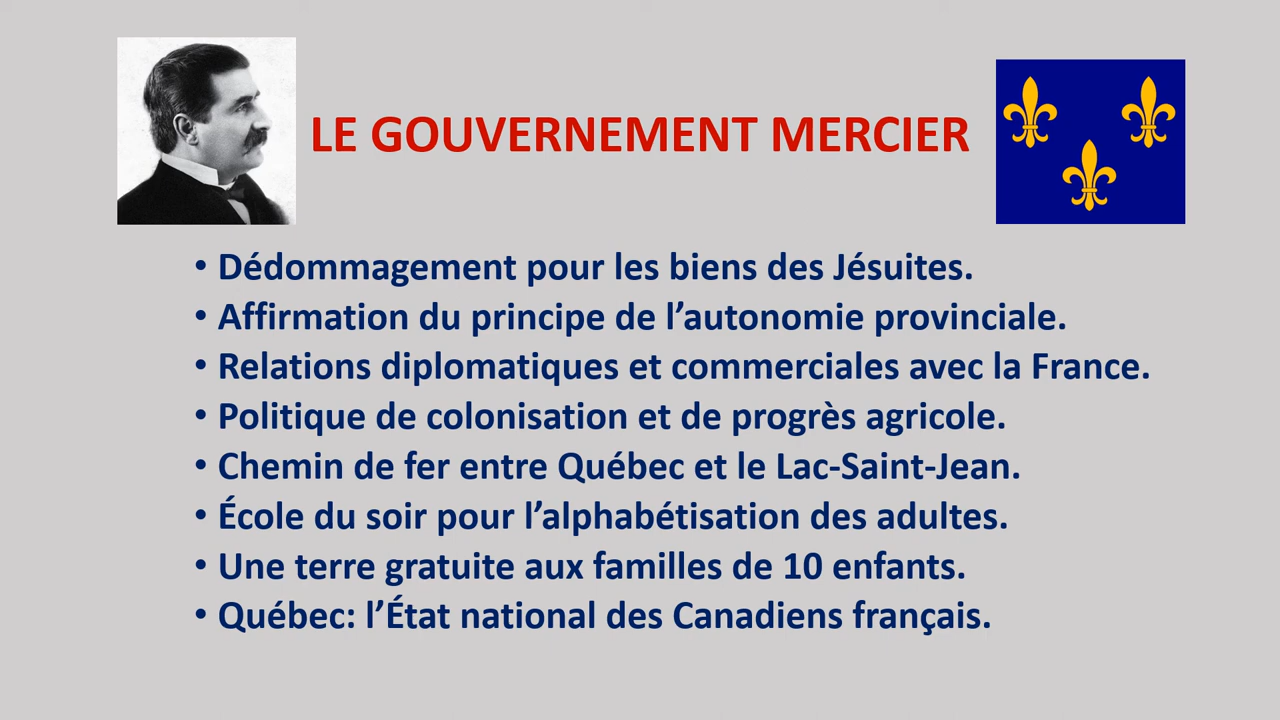 LE GOUVERNEMENT MERCIER
• Dédommagement pour les biens des Jésuites.
• Affirmation du principe de l’autonomie provinciale.
• Relations diplomatiques et commerciales avec la France.
• Politique de colonisation et de progrès agricole.
• Chemin de fer entre Québec et le Lac-Saint-Jean.
• École du soir pour l’alphabétisation des adultes.
• Une terre gratuite aux familles de 10 enfants.
• Québec: l’État national des Canadiens français.